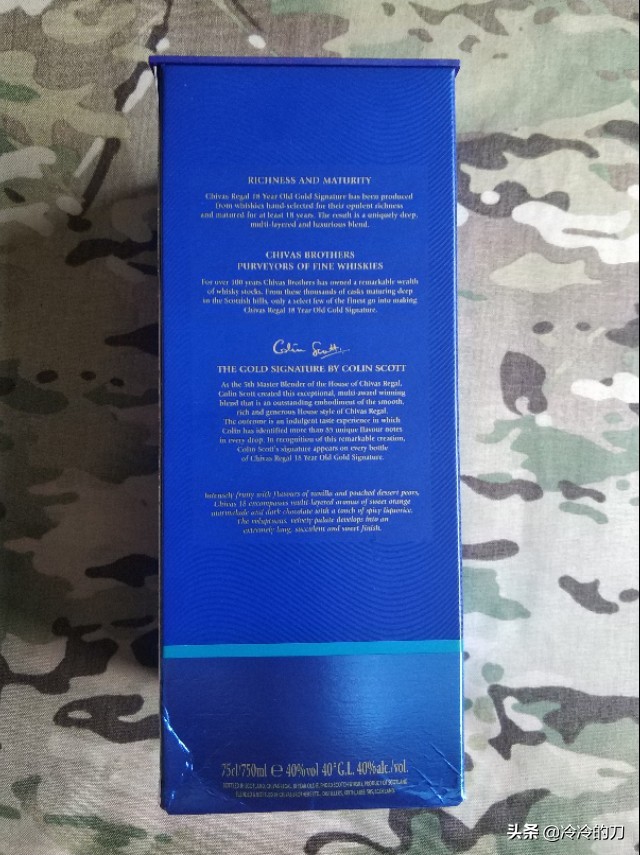 RICHNESS AND MATURITY
Chivas Regal 18 Year Old Gold Signature has been produced
from whiskies hand-selected for their opulent richness
and matured for at least 18 years. The result is a uniquely deep,
multi-layered and luxurious blend.
CHIVAS BROTHERS
PURVEYORS OF FINE WHISKIES
For over 100 years Chivas Brothers has owned a remarkable wealth
of whisky stocks. From these thousands of casks maturing deep
in the Scottish hills, only a select few of the finest go into making
Chivas Regal 18 Year Old Gold Signature.
Colin Scott
THE GOLD SIGNATURE BY COLIN SCOTT
As the 5th Master Blender of the House of Chivas Regal,
Colin Scott created this exceptional, multi-award winning
blend that is an outstanding embodiment of the smooth,
rich and generous House style of Chivas Regal.
The outcome is an indulgent taste experience in which
Colin has identified more than 85 unique flavour notes
in every drop. In recognition of this remarkable creation,
Colin Scott's signature appears on every bottle
of Chivas Regal 18 Year Old Gold Signature.
Intensely fruity with flavours of vanilla and poached dessert pears,
Chivas 18 encompasses multi-layered aromas of sweet orange
marmalade and dark chocolate with a touch of spicy liquorice.
The voluptuous, velvety palate develops into an
extremely long, succulent and sweet finish.
75cl/750ml ℮ 40%vol 40° G.L. 40%alc./vol.
头条 @冷冷的刀